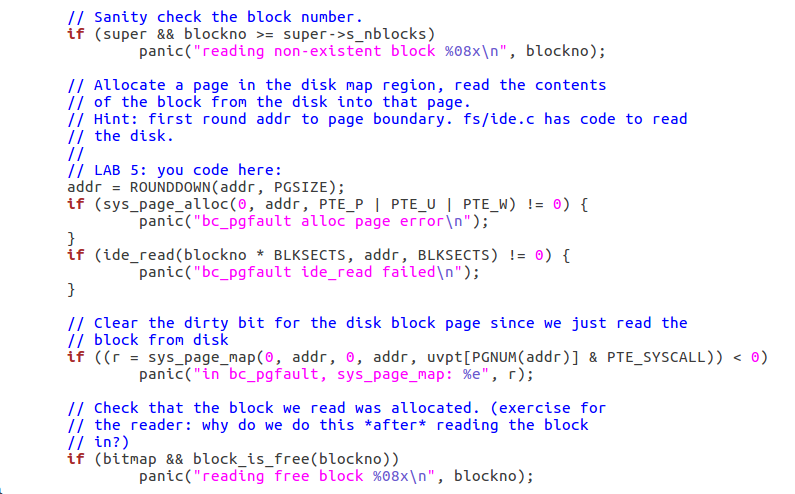 // Sanity check the block number.
if (super && blockno >= super->s_nblocks)
        panic("reading non-existent block %08x\n", blockno);

// Allocate a page in the disk map region, read the contents
// of the block from the disk into that page.
// Hint: first round addr to page boundary. fs/ide.c has code to read
// the disk.
//
// LAB 5: you code here:
addr = ROUNDDOWN(addr, PGSIZE);
if (sys_page_alloc(0, addr, PTE_P | PTE_U | PTE_W) != 0) {
        panic("bc_pgfault alloc page error\n");
}
if (ide_read(blockno * BLKSECTS, addr, BLKSECTS) != 0) {
        panic("bc_pgfault ide_read failed\n");
}

// Clear the dirty bit for the disk block page since we just read the
// block from disk
if ((r = sys_page_map(0, addr, 0, addr, uvpt[PGNUM(addr)] & PTE_SYSCALL)) < 0)
        panic("in bc_pgfault, sys_page_map: %e", r);

// Check that the block we read was allocated. (exercise for
// the reader: why do we do this *after* reading the block
// in?)
if (bitmap && block_is_free(blockno))
        panic("reading free block %08x\n", blockno);